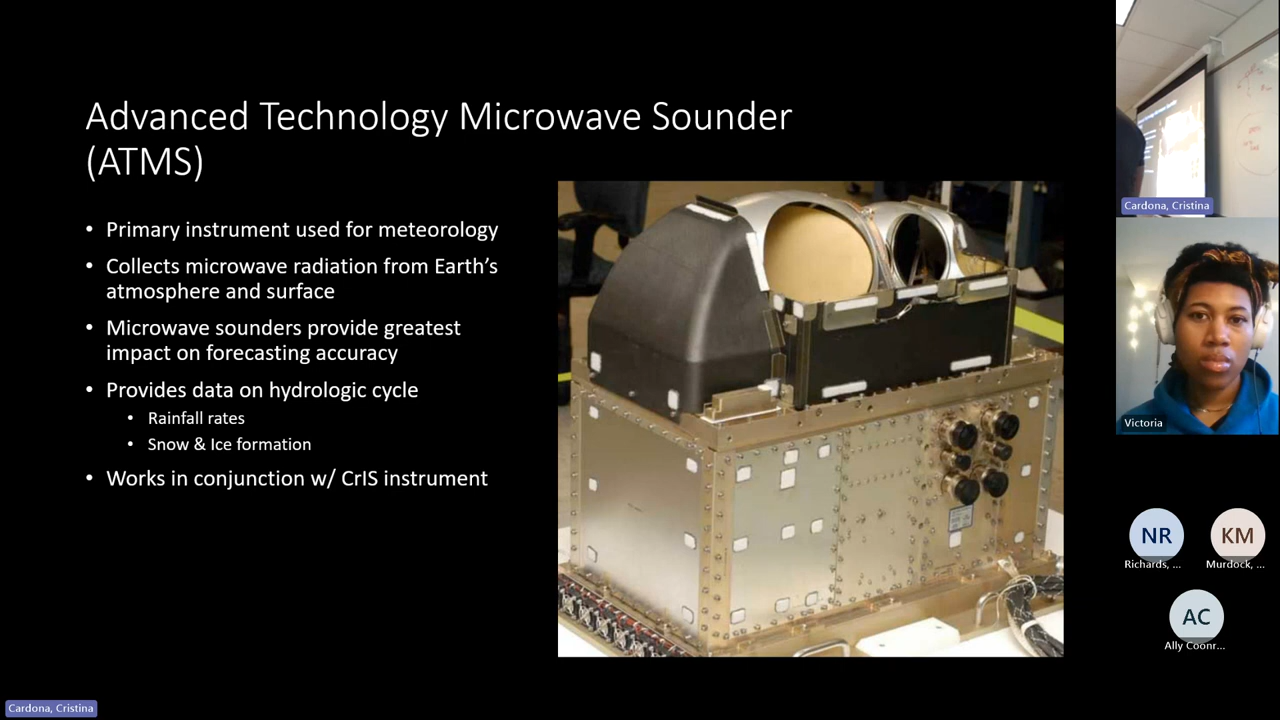 Advanced Technology Microwave Sounder
(ATMS)
• Primary instrument used for meteorology
• Collects microwave radiation from Earth's
atmosphere and surface
• Microwave sounders provide greatest
impact on forecasting accuracy
• Provides data on hydrologic cycle
• Rainfall rates
• Snow & Ice formation
• Works in conjunction w/ CrIS instrument
Cardona, Cristina
Cardona, Cristina
Victoria
NR
Richards, ...
KM
Murdock, ...
AC
Ally Coonr...